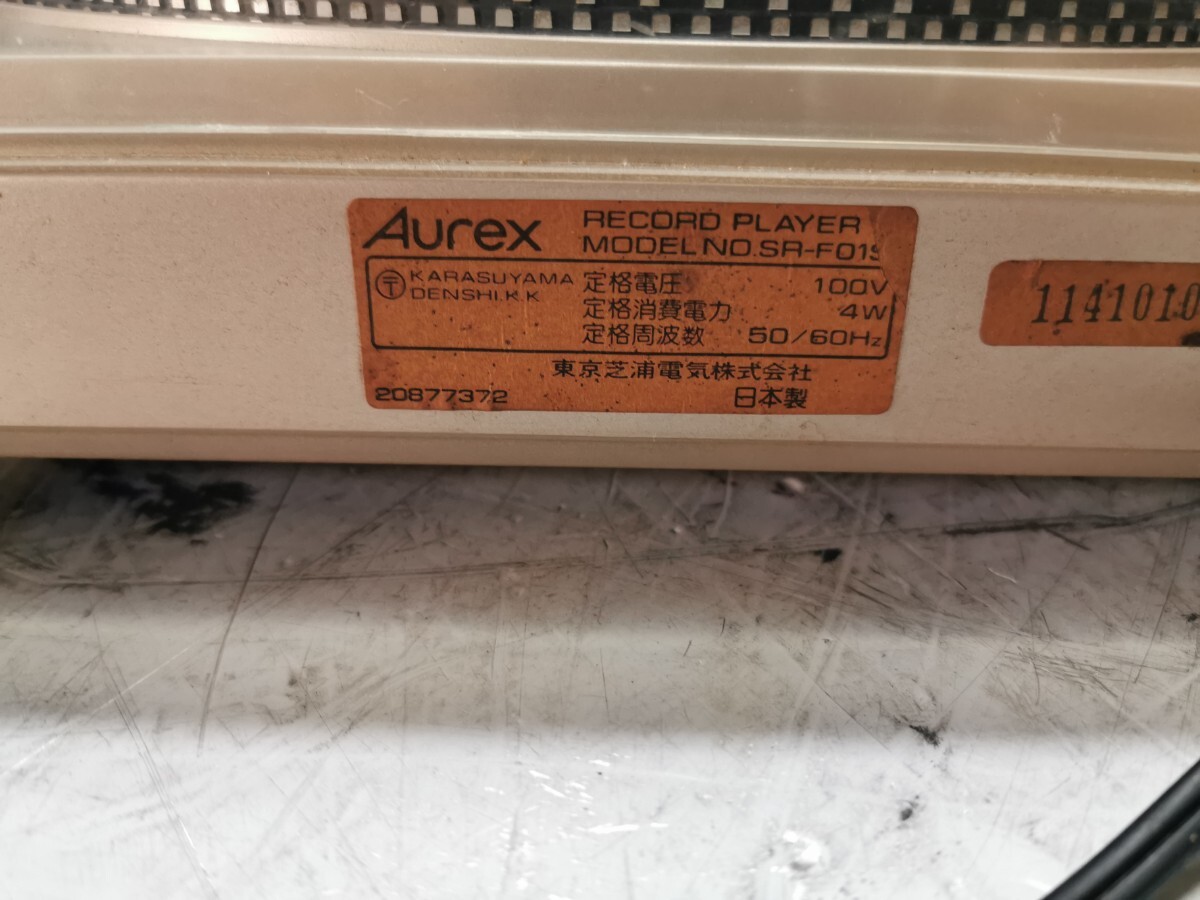 Aurex
RECORD PLAYER
MODEL NO. SR-F01S
〶 KARASUYAMA
DENSHI.K.K
定格電圧 100V
定格消費電力 4W
定格周波数 50/60Hz
東京芝浦電気株式会社
20877372
日本製
1141010